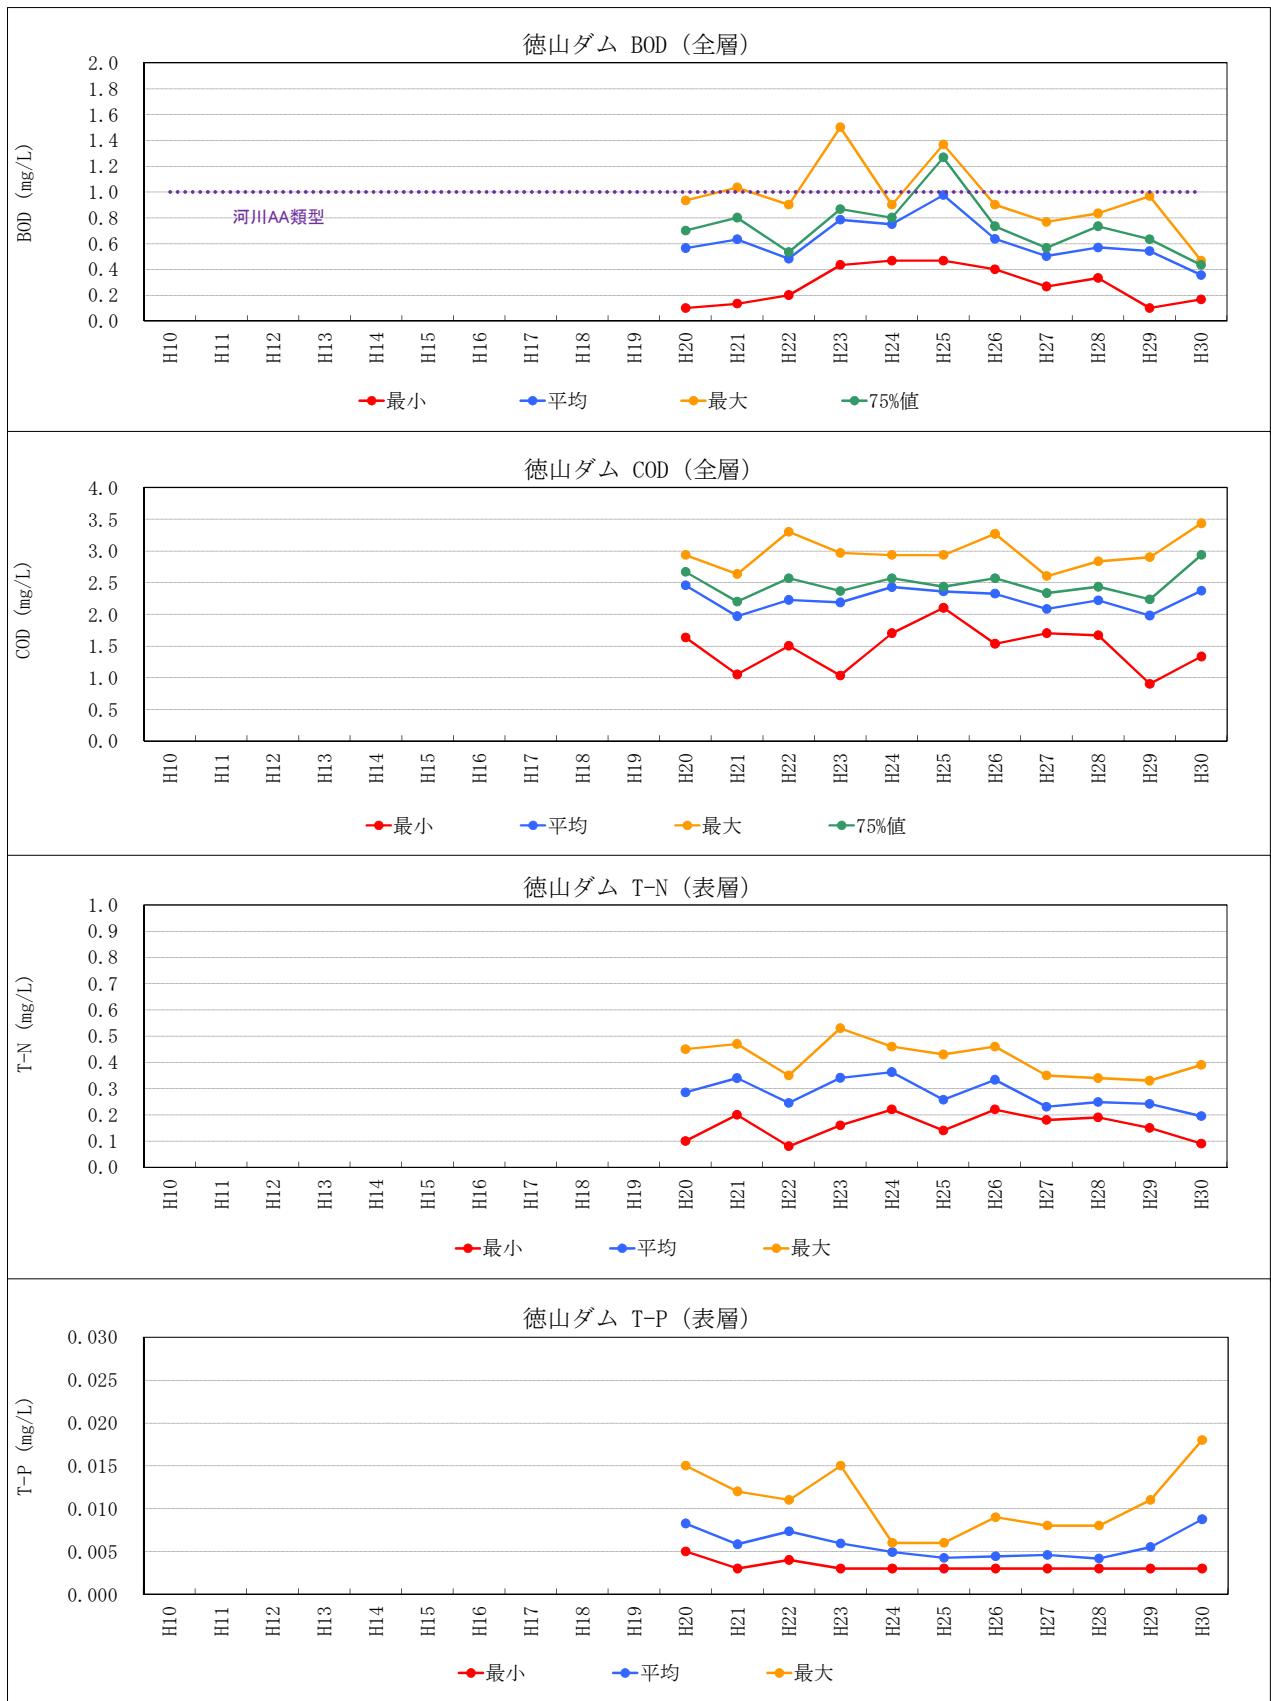 徳山ダム BOD (全層)
BOD (mg/L)
2.0
1.8
1.6
1.4
1.2
1.0
0.8
0.6
0.4
0.2
0.0
河川AA類型
H10 H11 H12 H13 H14 H15 H16 H17 H18 H19 H20 H21 H22 H23 H24 H25 H26 H27 H28 H29 H30
最小 平均 最大 75%値
徳山ダム COD (全層)
COD (mg/L)
4.0
3.5
3.0
2.5
2.0
1.5
1.0
0.5
0.0
H10 H11 H12 H13 H14 H15 H16 H17 H18 H19 H20 H21 H22 H23 H24 H25 H26 H27 H28 H29 H30
最小 平均 最大 75%値
徳山ダム T-N (表層)
T-N (mg/L)
1.0
0.9
0.8
0.7
0.6
0.5
0.4
0.3
0.2
0.1
0.0
H10 H11 H12 H13 H14 H15 H16 H17 H18 H19 H20 H21 H22 H23 H24 H25 H26 H27 H28 H29 H30
最小 平均 最大
徳山ダム T-P (表層)
T-P (mg/L)
0.030
0.025
0.020
0.015
0.010
0.005
0.000
H10 H11 H12 H13 H14 H15 H16 H17 H18 H19 H20 H21 H22 H23 H24 H25 H26 H27 H28 H29 H30
最小 平均 最大